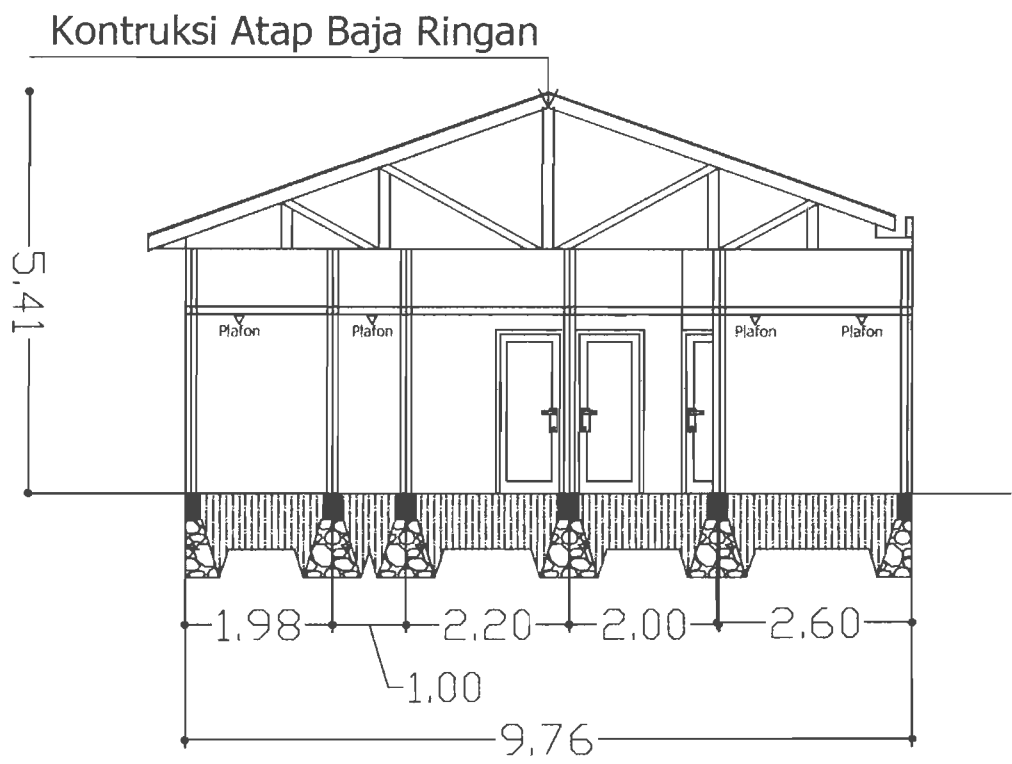 Kontruksi Atap Baja Ringan
5,41
Plafon
Plafon
Plafon
Plafon
1,98
2,20
2,00
2,60
1,00
9,76